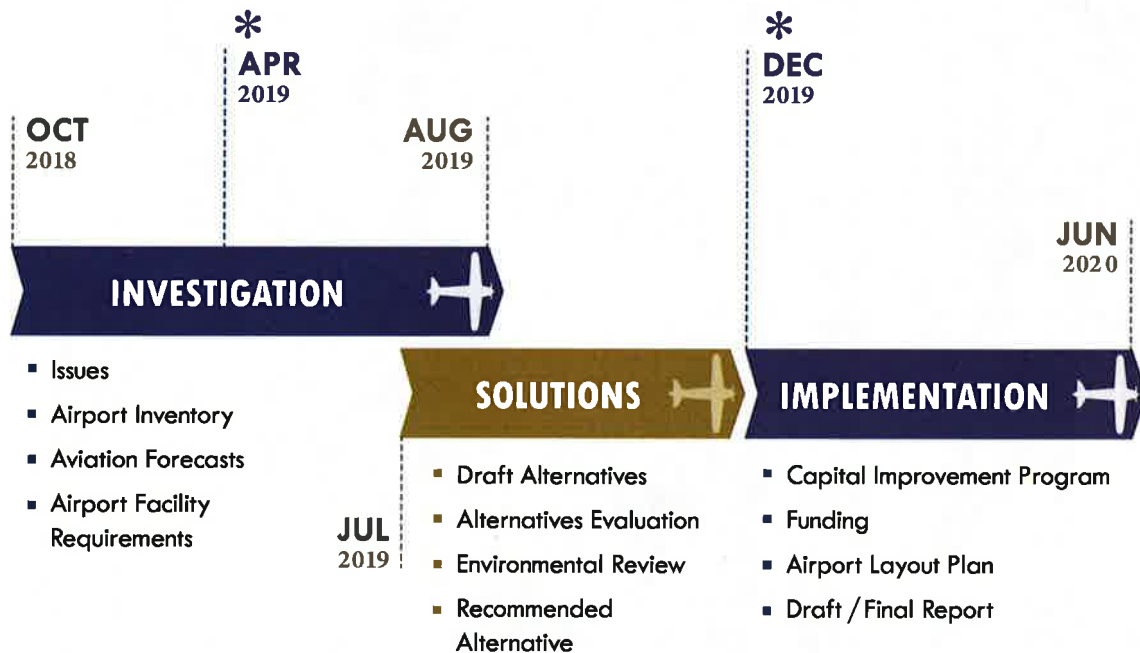 *
APR
2019
*
DEC
2019
OCT
2018
AUG
2019
JUN
2020
INVESTIGATION
▪ Issues
▪ Airport Inventory
▪ Aviation Forecasts
▪ Airport Facility
Requirements
SOLUTIONS
JUL
2019
▪ Draft Alternatives
▪ Alternatives Evaluation
▪ Environmental Review
▪ Recommended
Alternative
IMPLEMENTATION
▪ Capital Improvement Program
▪ Funding
▪ Airport Layout Plan
▪ Draft / Final Report